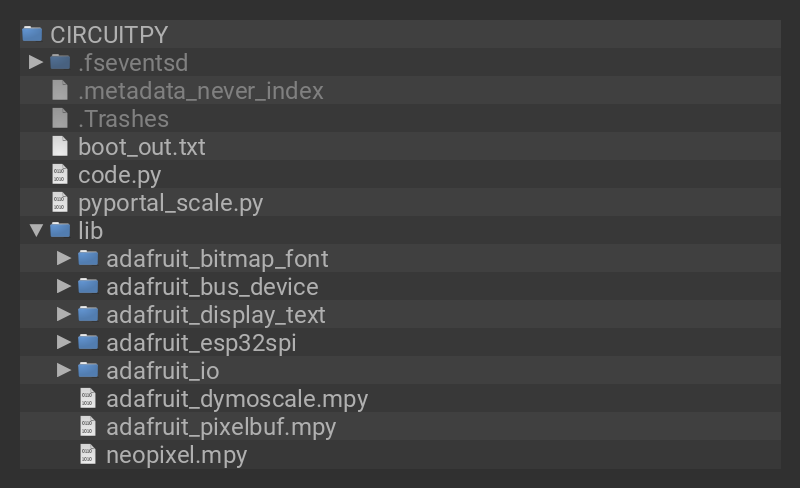 CIRCUITPY
.fseventsd
.metadata_never_index
.Trashes
boot_out.txt
code.py
pyportal_scale.py
lib
adafruit_bitmap_font
adafruit_bus_device
adafruit_display_text
adafruit_esp32spi
adafruit_io
adafruit_dymoscale.mpy
adafruit_pixelbuf.mpy
neopixel.mpy